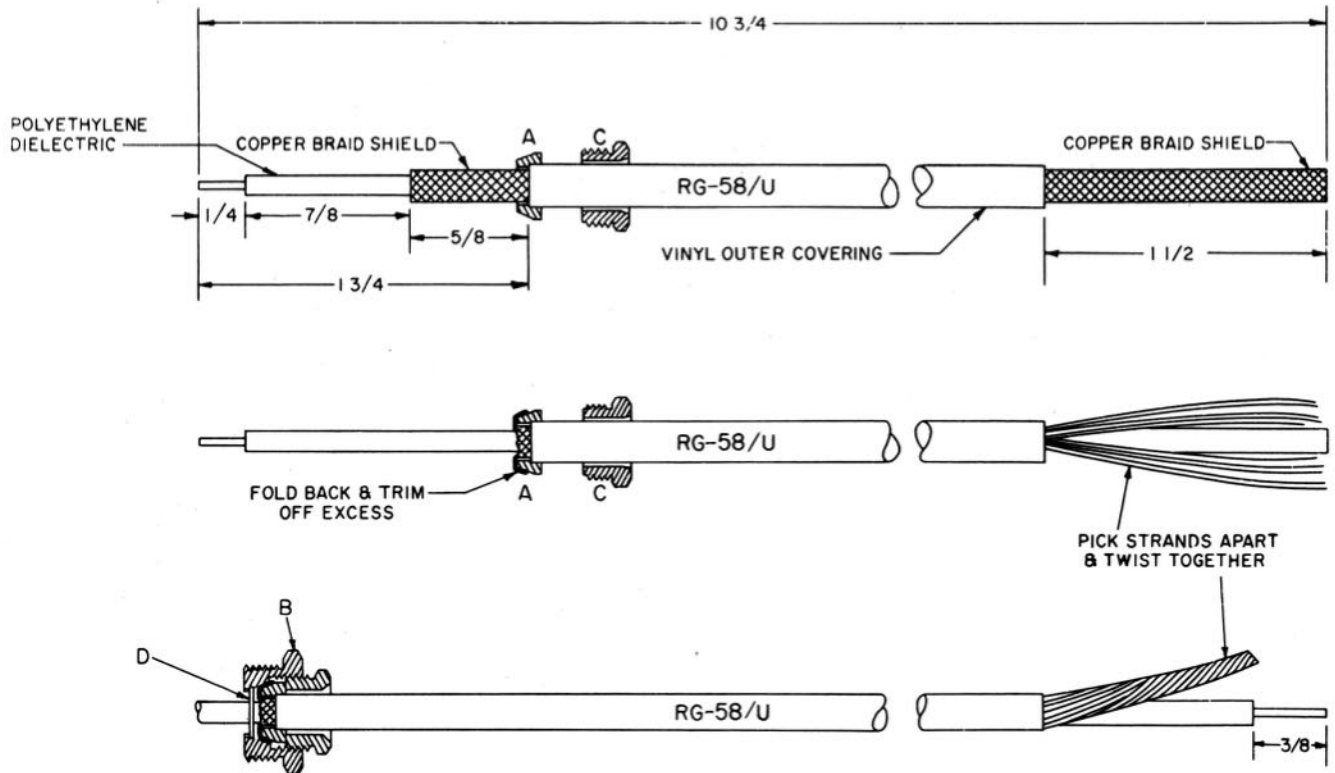 10 3/4
POLYETHYLENE
DIELECTRIC
COPPER BRAID SHIELD
A
C
COPPER BRAID SHIELD
RG-58/U
1/4
7/8
5/8
VINYL OUTER COVERING
1 1/2
1 3/4
RG-58/U
FOLD BACK & TRIM
OFF EXCESS
A
C
PICK STRANDS APART
& TWIST TOGETHER
B
D
RG-58/U
3/8